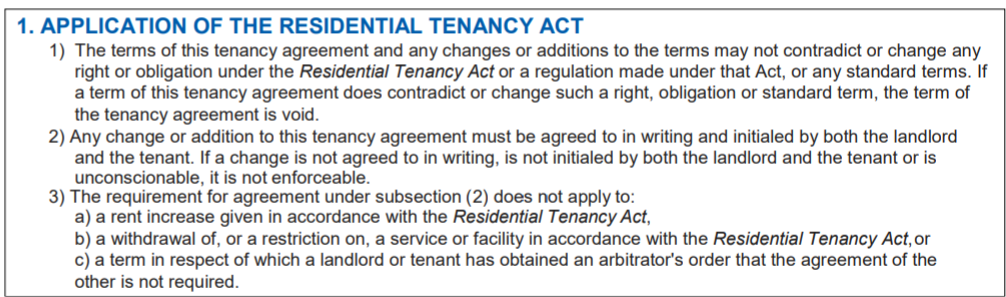 1. APPLICATION OF THE RESIDENTIAL TENANCY ACT
1) The terms of this tenancy agreement and any changes or additions to the terms may not contradict or change any
right or obligation under the Residential Tenancy Act or a regulation made under that Act, or any standard terms. If
a term of this tenancy agreement does contradict or change such a right, obligation or standard term, the term of
the tenancy agreement is void.
2) Any change or addition to this tenancy agreement must be agreed to in writing and initialed by both the landlord
and the tenant. If a change is not agreed to in writing, is not initialed by both the landlord and the tenant or is
unconscionable, it is not enforceable.
3) The requirement for agreement under subsection (2) does not apply to:
a) a rent increase given in accordance with the Residential Tenancy Act,
b) a withdrawal of, or a restriction on, a service or facility in accordance with the Residential Tenancy Act, or
c) a term in respect of which a landlord or tenant has obtained an arbitrator's order that the agreement of the
other is not required.